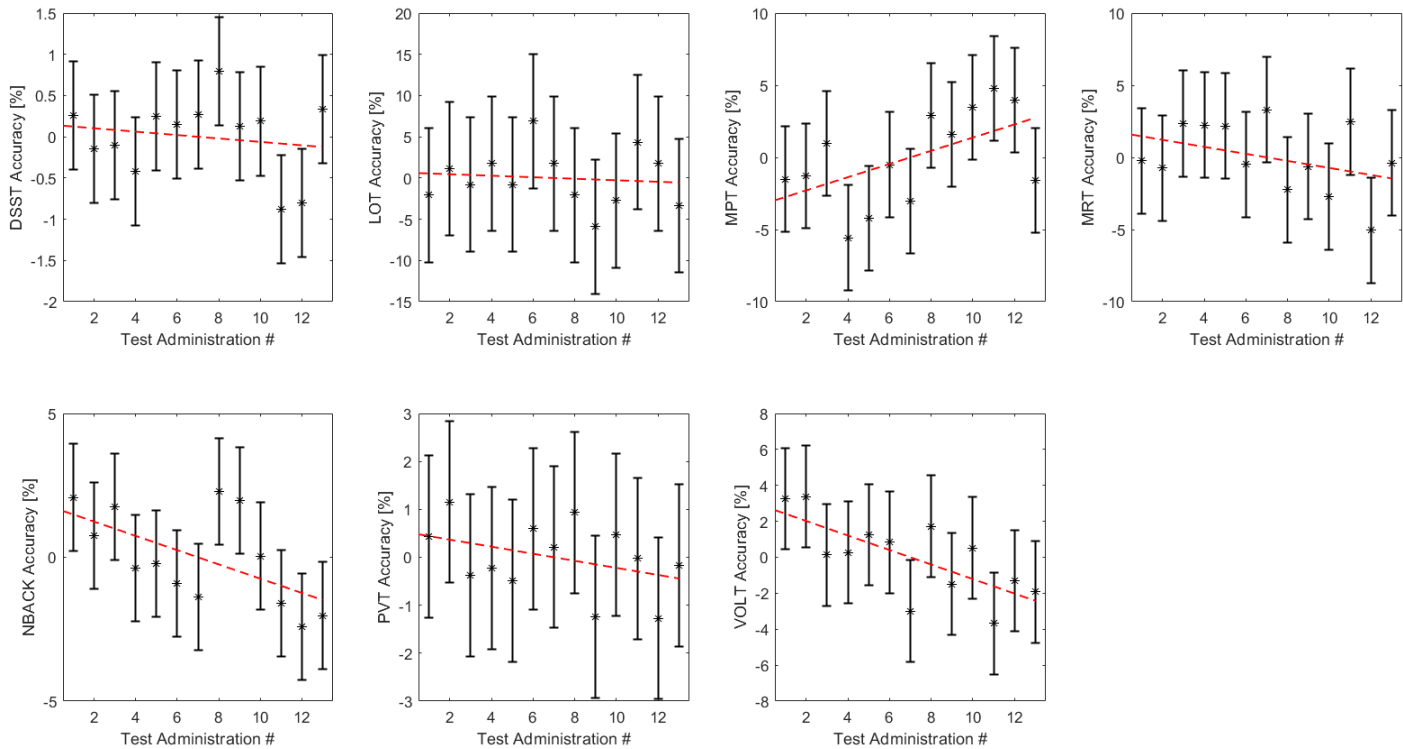 DSST Accuracy [%]
1.5
1
0.5
0
-0.5
-1
-1.5
-2
2 4 6 8 10 12
Test Administration #
LOT Accuracy [%]
20
15
10
5
0
-5
-10
-15
2 4 6 8 10 12
Test Administration #
MPT Accuracy [%]
10
5
0
-5
-10
2 4 6 8 10 12
Test Administration #
MRT Accuracy [%]
10
5
0
-5
-10
2 4 6 8 10 12
Test Administration #
NBACK Accuracy [%]
5
0
-5
2 4 6 8 10 12
Test Administration #
PVT Accuracy [%]
3
2
1
0
-1
-2
-3
2 4 6 8 10 12
Test Administration #
VOLT Accuracy [%]
8
6
4
2
0
-2
-4
-6
-8
2 4 6 8 10 12
Test Administration #